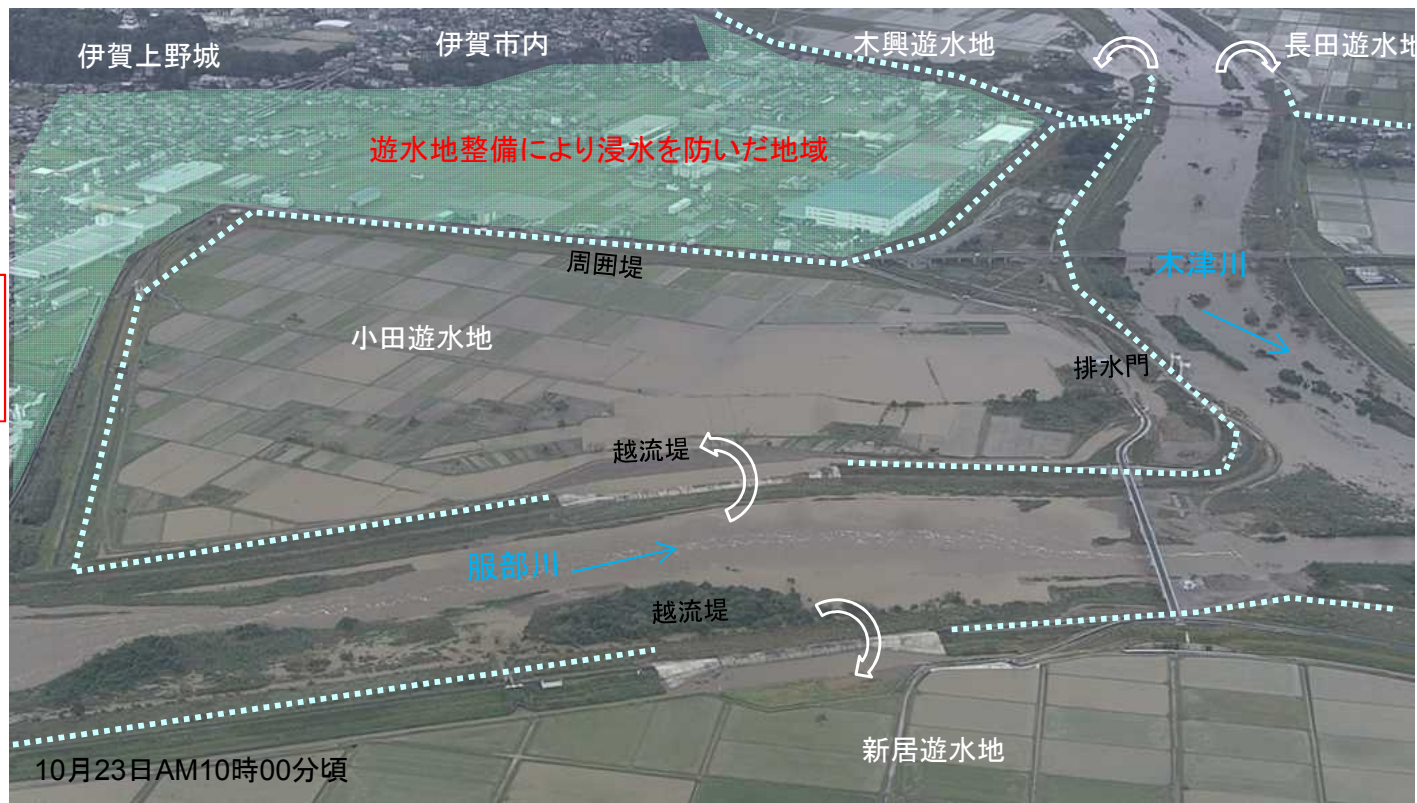 伊賀上野城
伊賀市内
木興遊水地
長田遊水地
遊水地整備により浸水を防いだ地域
周囲堤
木津川
小田遊水地
排水門
越流堤
服部川
越流堤
新居遊水地
10月23日AM10時00分頃